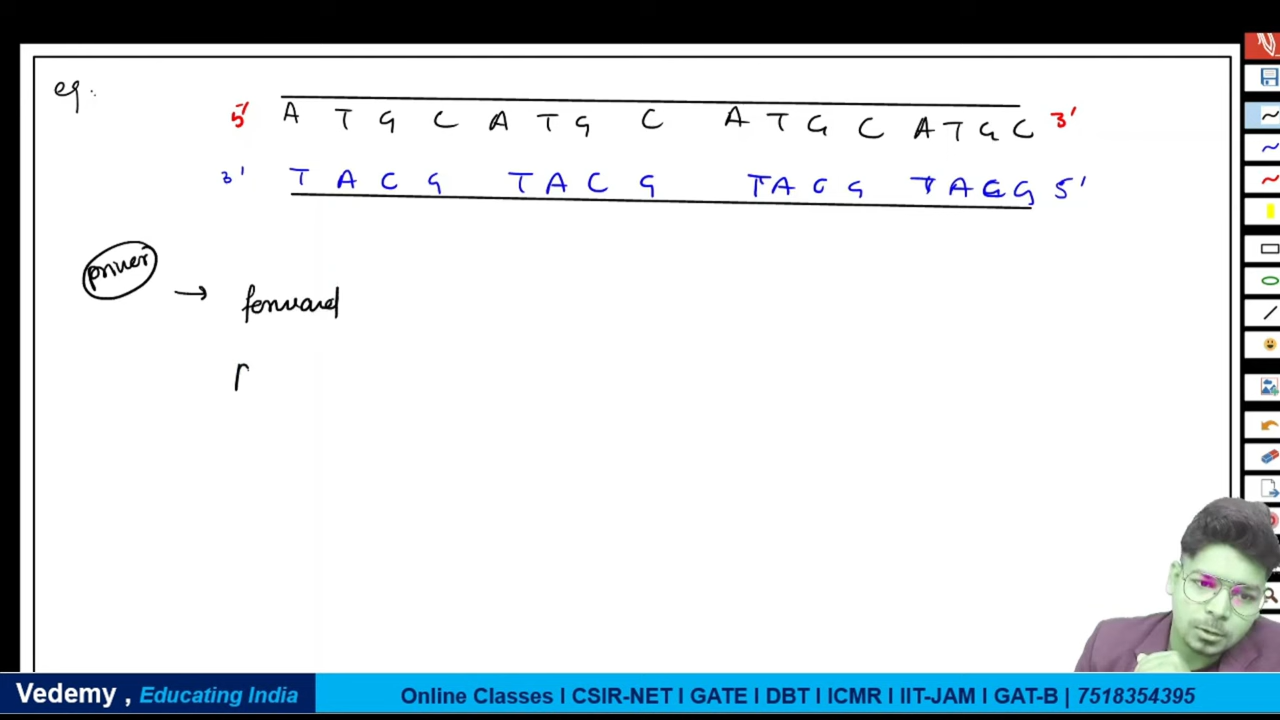 eg.
5' A T G C A T G C A T G C A T G C 3'
3' T A C G T A C G T A C G T A C G 5'
primer → forward
r
Vedemy , Educating India
Online Classes I CSIR-NET I GATE I DBT I ICMR I IIT-JAM I GAT-B | 7518354395